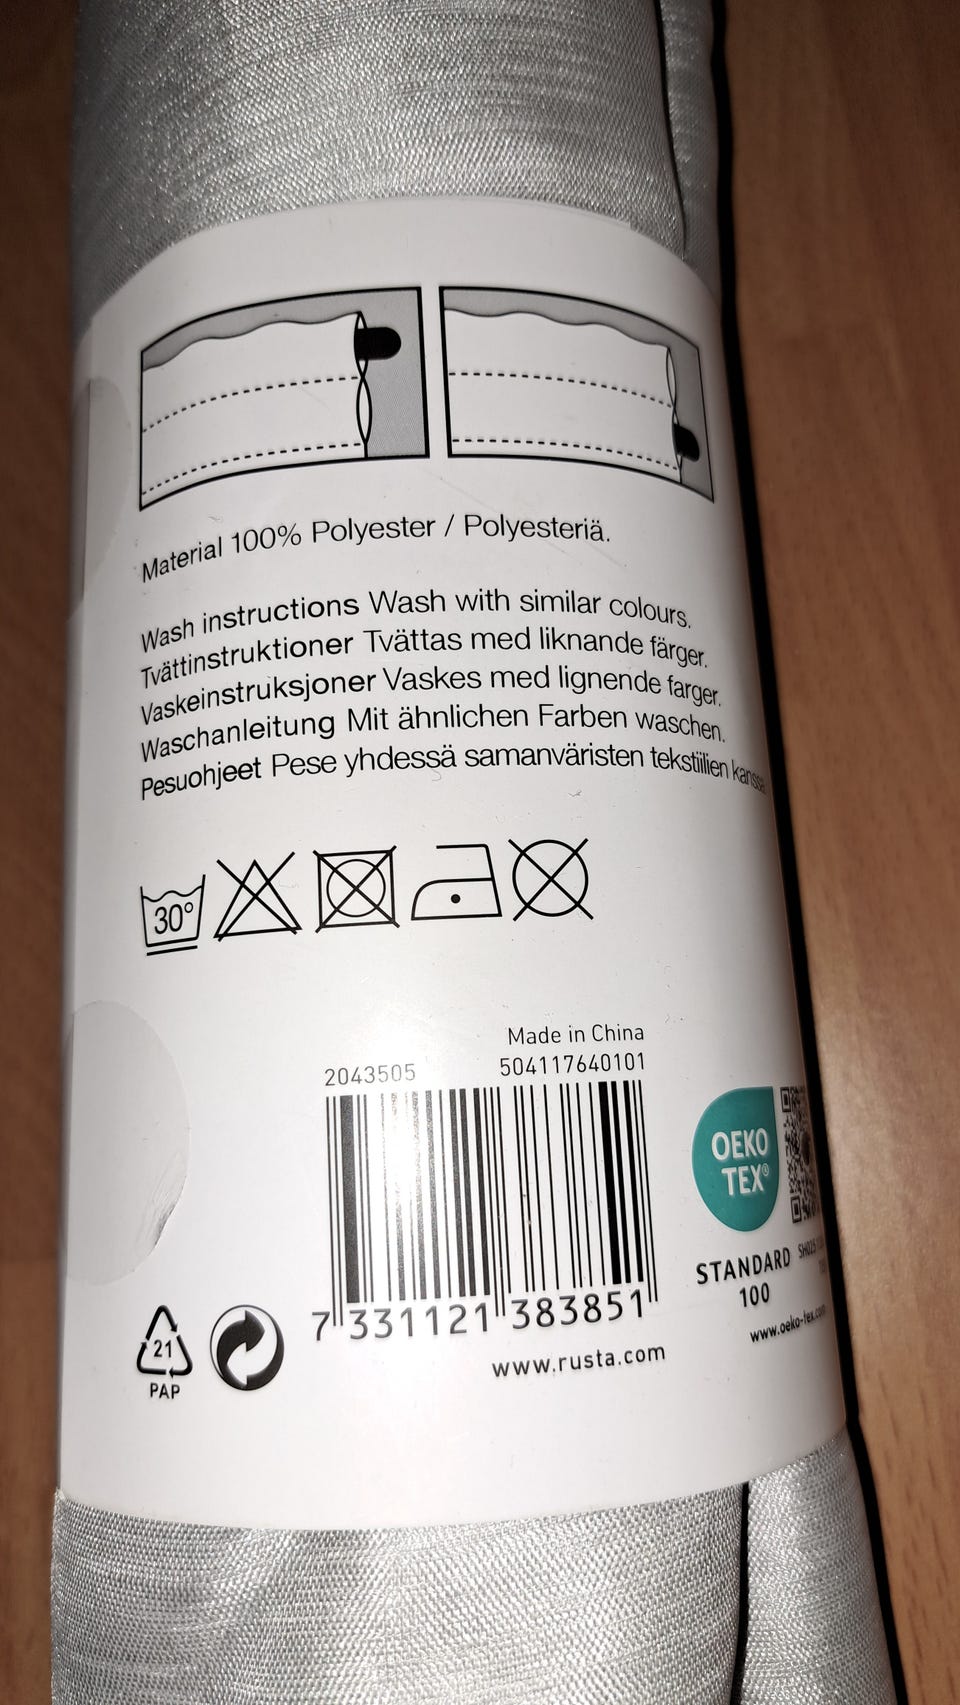 Material 100% Polyester / Polyesteriä.
Wash instructions Wash with similar colours.
Tvättinstruktioner Tvättas med liknande färger.
Vaskeinstruksjoner Vaskes med lignende farger.
Waschanleitung Mit ähnlichen Farben waschen.
Pesuohjeet Pese yhdessä samanväristen tekstiilien kanssa
30°
Made in China
2043505 504117640101
7 331121 383851
www.rusta.com
21
PAP
OEKO
TEX®
STANDARD
100
www.oeko-tex.com